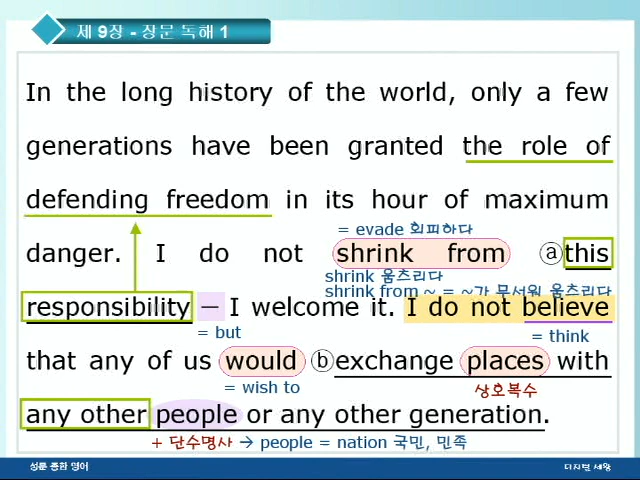 제 9장 - 장문 독해 1
In the long history of the world, only a few
generations have been granted the role of
defending freedom in its hour of maximum
= evade 회피하다
danger. I do not shrink from ⓐthis
shrink 움츠리다
shrink from ~ = ~가 무서워 움츠리다
responsibility – I welcome it. I do not believe
= but
= think
that any of us would ⓑexchange places with
= wish to
상호복수
any other people or any other generation.
+ 단수명사 → people = nation 국민, 민족
성문 종합 영어
디지털 세왕